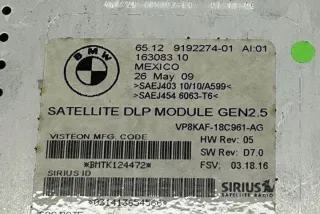 BMW
65.12 9192274-01 AI:01
163083 10
MEXICO
26 May 09
>SAEJ403 10/10/A599<
>SAEJ454 6063-T6<
SATELLITE DLP MODULE GEN2.5
VISTEON MFG. CODE
VP8KAF-18C961-AG
HW Rev: 05
*BMTK124472*
SW Rev: D7.0
SIRIUS ID
FSV: 03.18.16
SIRIUS
SATELLITE RADIO